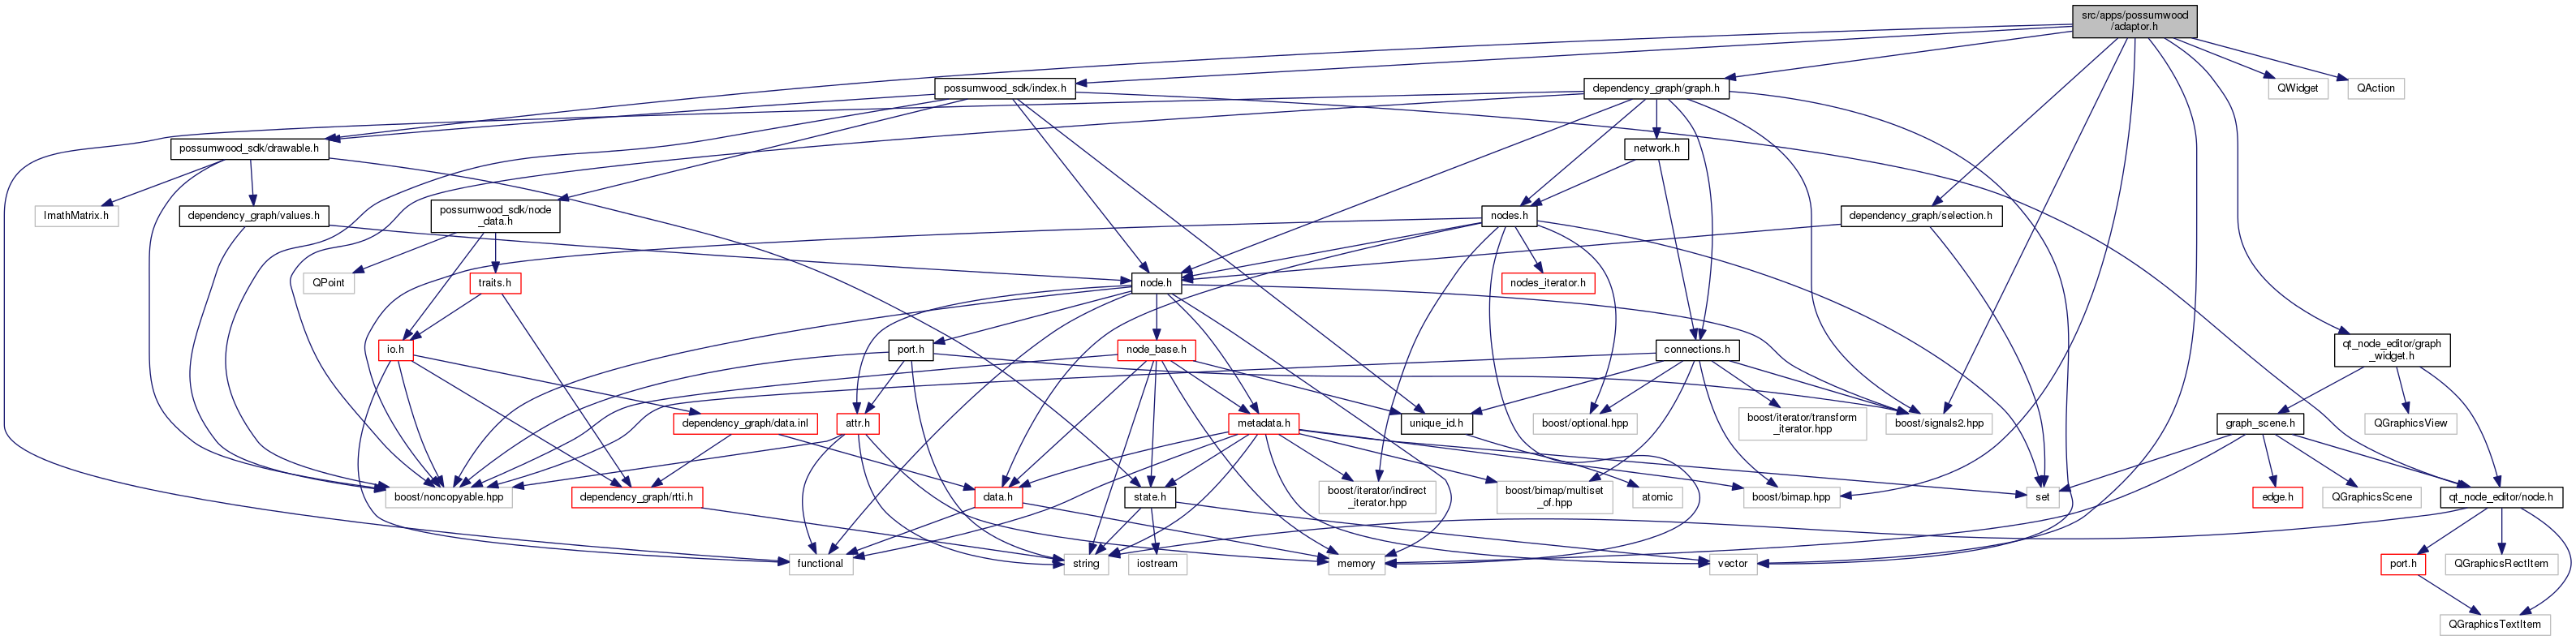 src/apps/possumwood
/adaptor.h
possumwood_sdk/index.h
dependency_graph/graph.h
QWidget
QAction
possumwood_sdk/drawable.h
network.h
ImathMatrix.h
dependency_graph/values.h
possumwood_sdk/node
_data.h
nodes.h
dependency_graph/selection.h
QPoint
traits.h
node.h
nodes_iterator.h
io.h
port.h
node_base.h
connections.h
qt_node_editor/graph
_widget.h
dependency_graph/data.inl
attr.h
metadata.h
unique_id.h
boost/optional.hpp
boost/iterator/transform
_iterator.hpp
boost/signals2.hpp
graph_scene.h
QGraphicsView
boost/noncopyable.hpp
dependency_graph/rtti.h
data.h
state.h
boost/iterator/indirect
_iterator.hpp
boost/bimap/multiset
_of.hpp
atomic
boost/bimap.hpp
set
edge.h
QGraphicsScene
qt_node_editor/node.h
functional
string
iostream
memory
vector
port.h
QGraphicsRectItem
QGraphicsTextItem